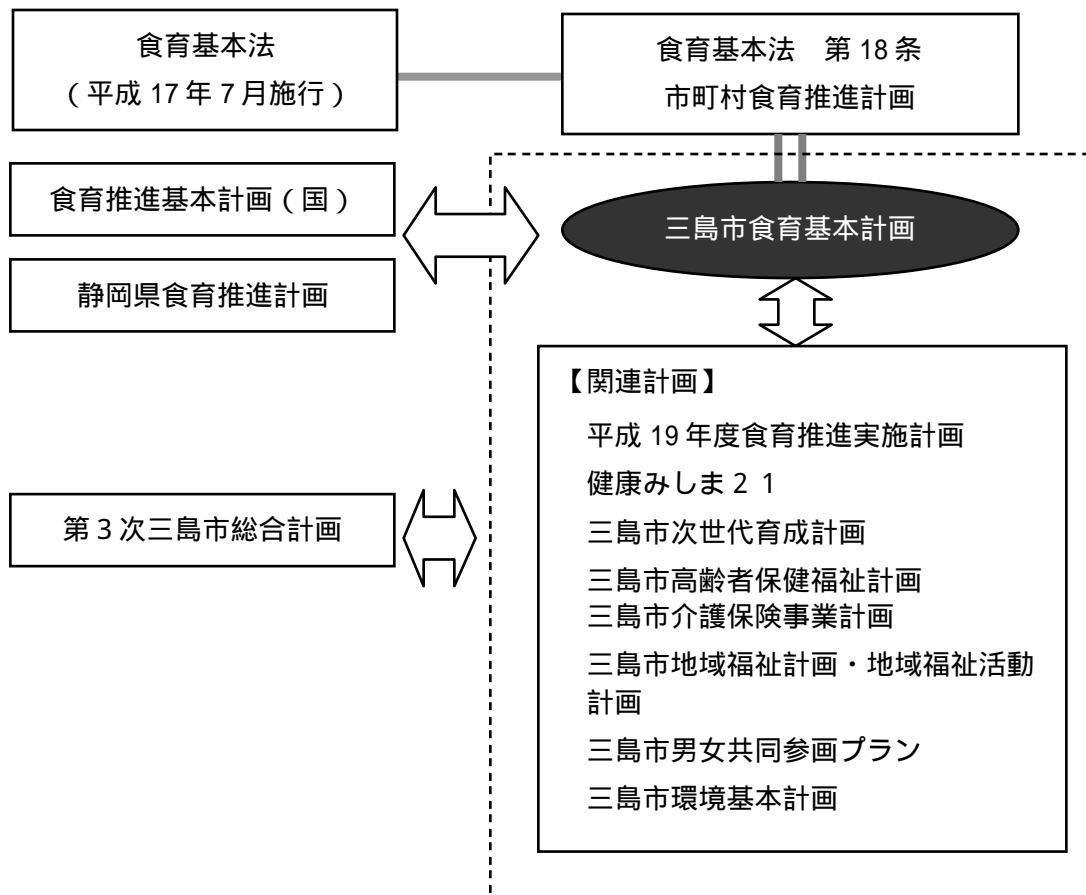 食育基本法
（平成 17 年 7 月施行）
食育基本法　第 18 条
市町村食育推進計画
食育推進基本計画（国）
三島市食育基本計画
静岡県食育推進計画
【関連計画】
平成 19 年度食育推進実施計画
健康みしま２１
三島市次世代育成計画
三島市高齢者保健福祉計画
三島市介護保険事業計画
三島市地域福祉計画・地域福祉活動
計画
三島市男女共同参画プラン
三島市環境基本計画
第３次三島市総合計画